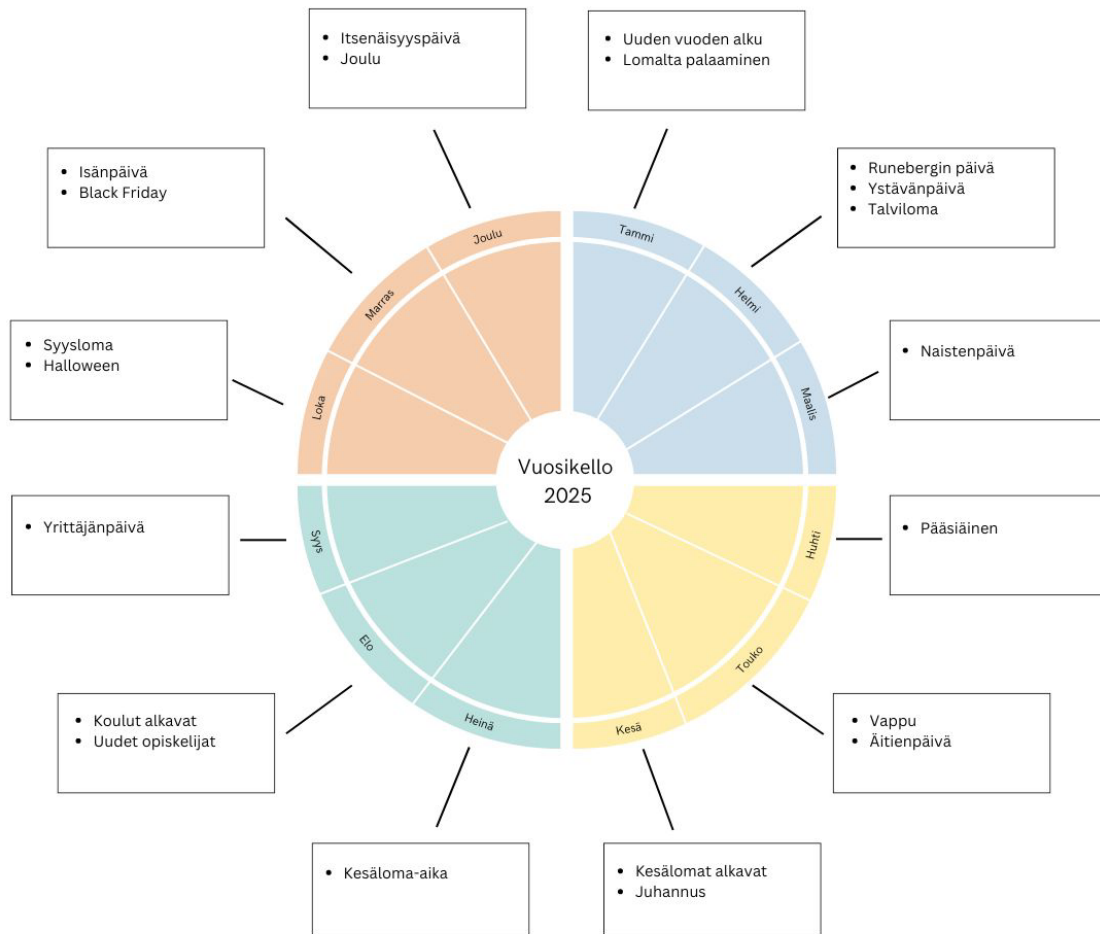 Vuosikello
2025
Tammi
• Uuden vuoden alku
• Lomalta palaaminen
Helmi
• Runebergin päivä
• Ystävänpäivä
• Talviloma
Maalis
• Naistenpäivä
Huhti
• Pääsiäinen
Touko
• Vappu
• Äitienpäivä
Kesä
• Kesälomat alkavat
• Juhannus
Heinä
• Kesäloma-aika
Elo
• Koulut alkavat
• Uudet opiskelijat
Syys
• Yrittäjänpäivä
Loka
• Syysloma
• Halloween
Marras
• Isänpäivä
• Black Friday
Joulu
• Itsenäisyyspäivä
• Joulu